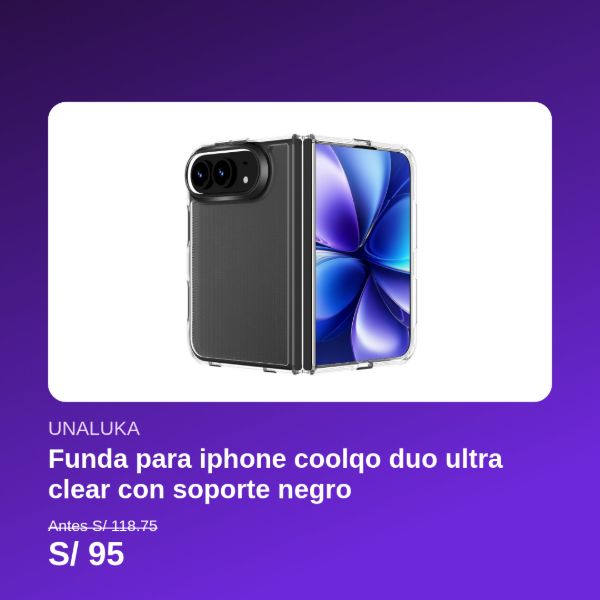 UNALUKA
Funda para iphone coolqo duo ultra
clear con soporte negro
Antes S/ 118.75
S/ 95